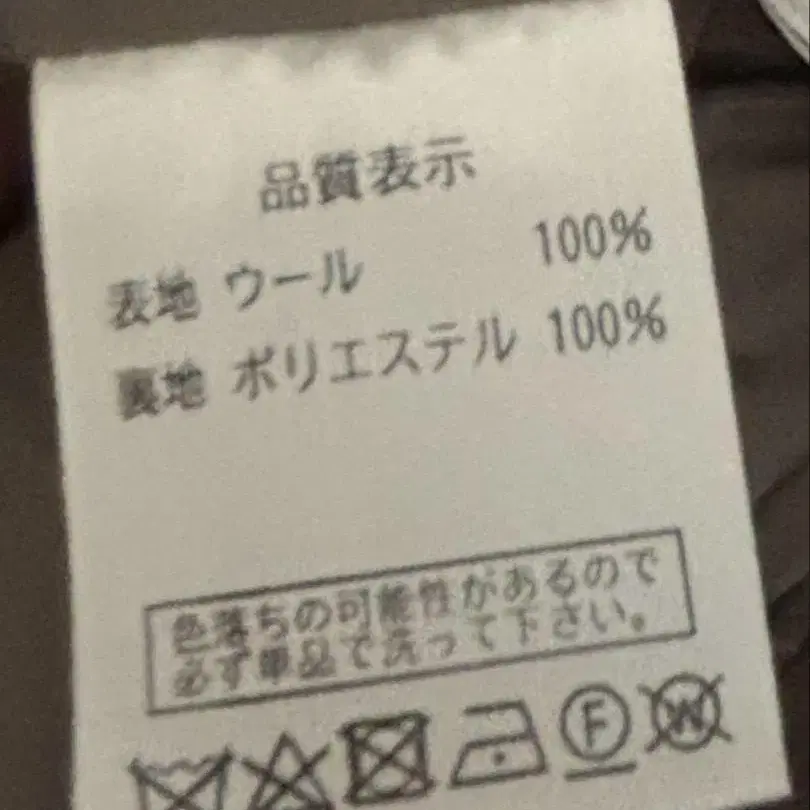 品質表示
表地 ウール 100%
裏地 ポリエステル 100%
色落ちの可能性があるので
必ず単品で洗って下さい。
F W